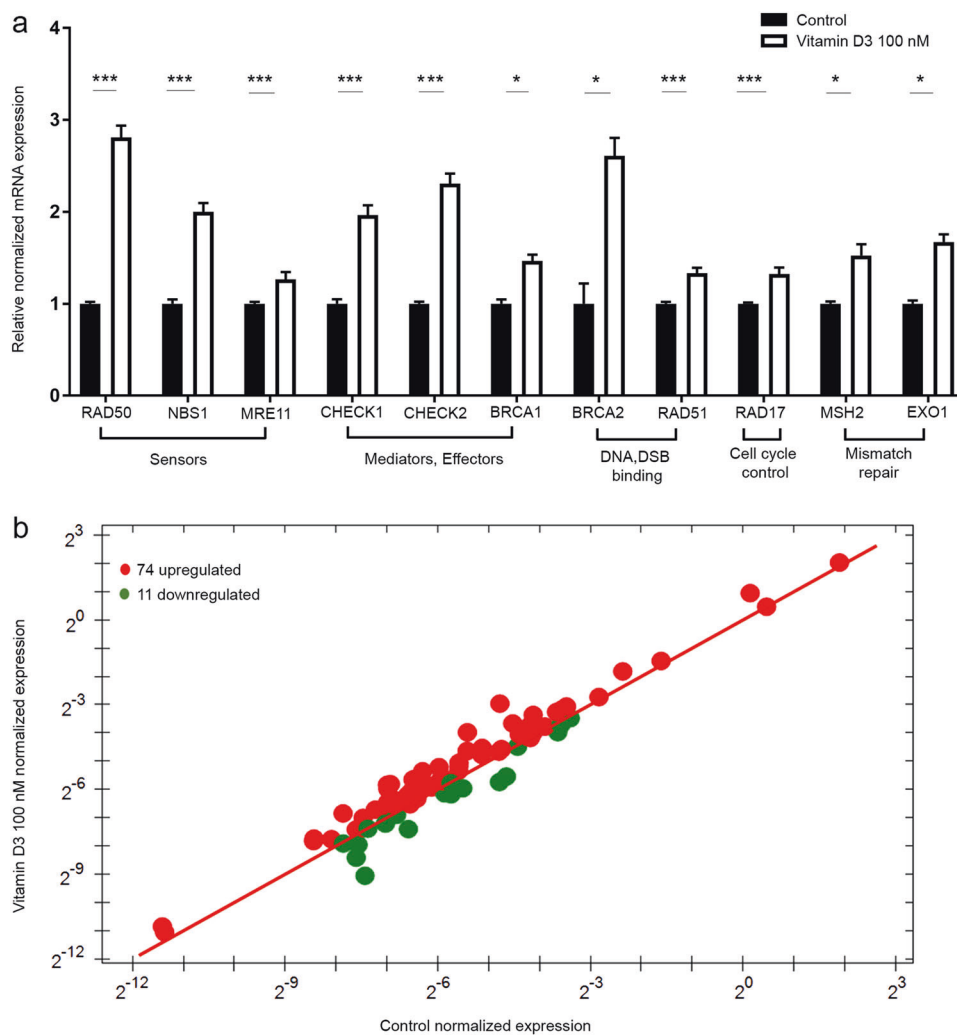 a
Control
Vitamin D3 100 nM
Relative normalized mRNA expression
4
3
2
1
0
*** *** *** *** *** * * *** *** * *
RAD50 NBS1 MRE11 CHECK1 CHECK2 BRCA1 BRCA2 RAD51 RAD17 MSH2 EXO1
Sensors
Mediators, Effectors
DNA,DSB
binding
Cell cycle
control
Mismatch
repair
b
74 upregulated
11 downregulated
Vitamin D3 100 nM normalized expression
2^3
2^0
2^-3
2^-6
2^-9
2^-12
2^-12 2^-9 2^-6 2^-3 2^0 2^3
Control normalized expression